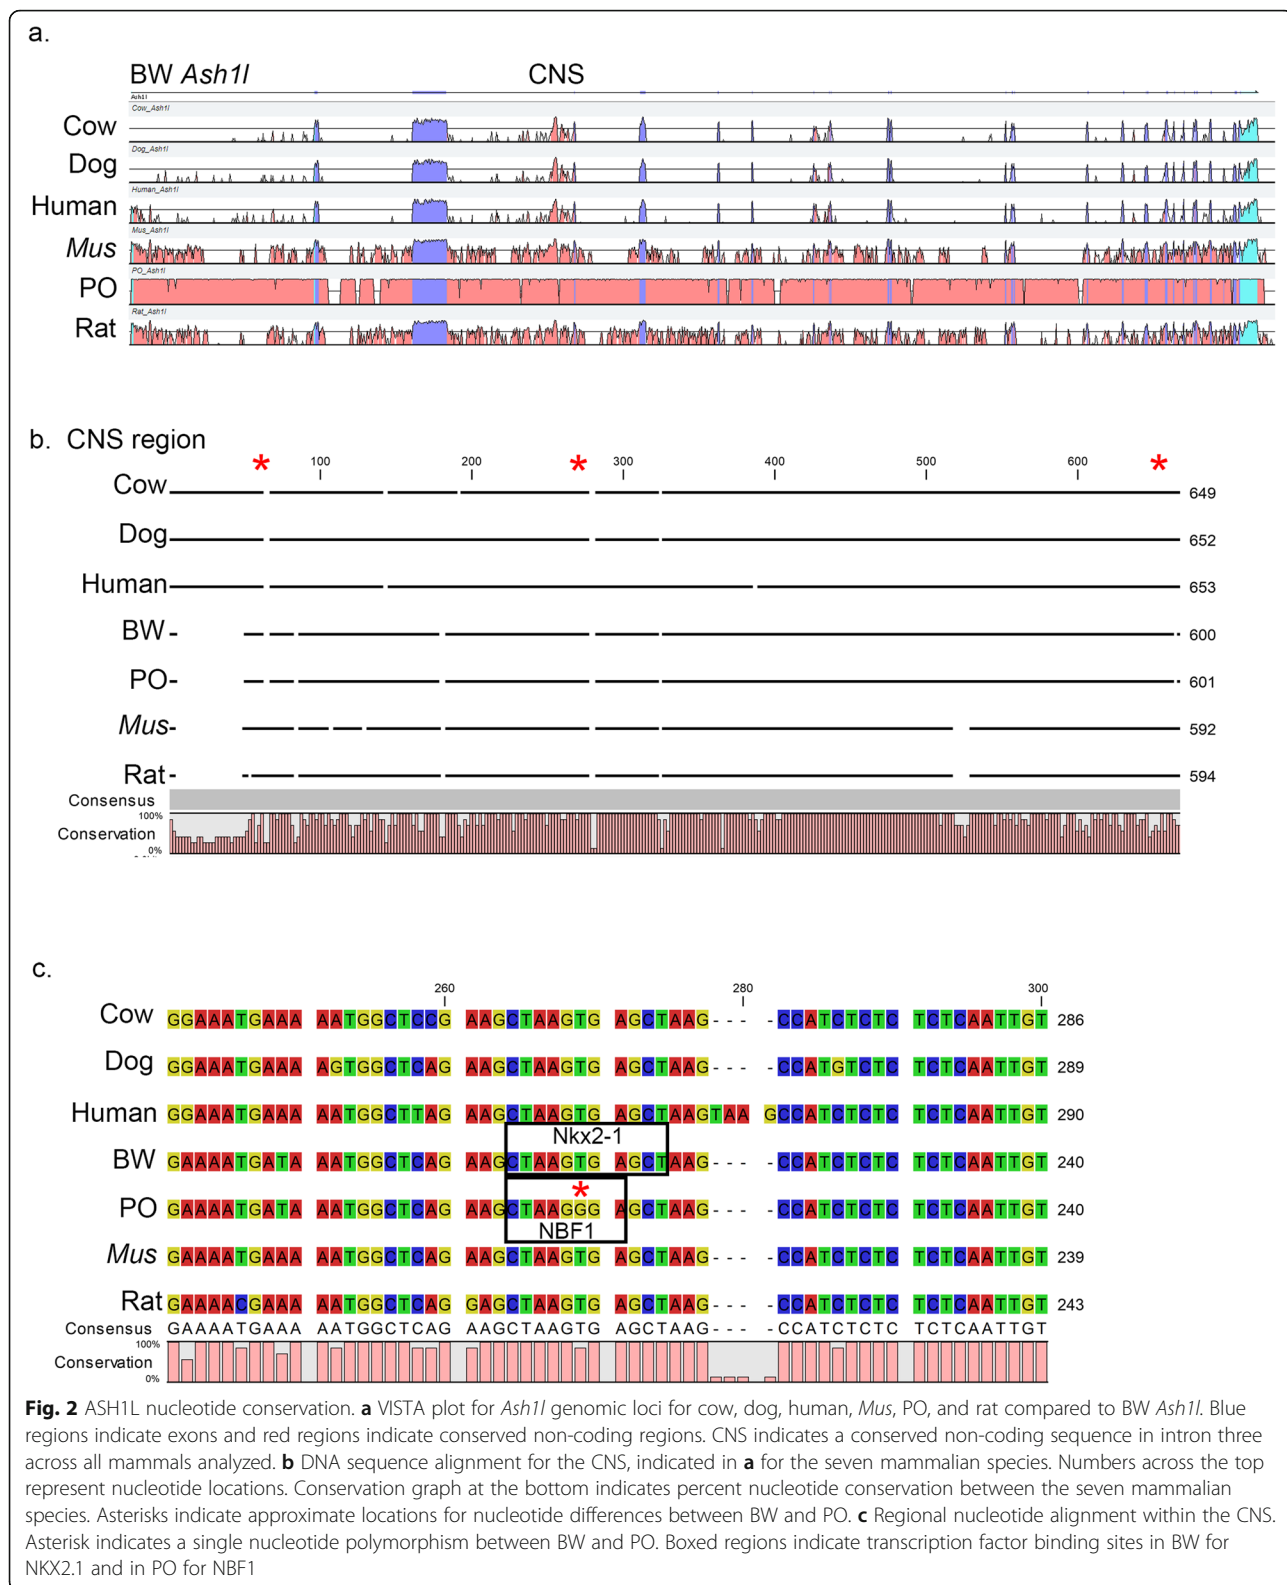 a.
BW Ash1l CNS
Ash1l
Cow_Ash1l
Cow
Dog_Ash1l
Dog
Human_Ash1l
Human
Mus_Ash1l
Mus
PO_Ash1l
PO
Rat_Ash1l
Rat
b. CNS region
* 100 200 * 300 400 500 600 *
Cow 649
Dog 652
Human 653
BW 600
PO 601
Mus 592
Rat 594
Consensus
100%
Conservation
0%
c.
260 280 300
Cow GGAAATGAAA AATGGCTCCG AAGCTAAGTG AGCTAAG--- -CCATCTCTC TCTCAATTGT 286
Dog GGAAATGAAA AGTGGCTCAG AAGCTAAGTG AGCTAAG--- -CCATGTCTC TCTCAATTGT 289
Human GGAAATGAAA AATGGCTTAG AAGCTAAGTG AGCTAAGTAA GCCATCTCTC TCTCAATTGT 290
Nkx2-1
BW GAAAATGATA AATGGCTCAG AAGCTAAGTG AGCTAAG--- -CCATCTCTC TCTCAATTGT 240
*
PO GAAAATGATA AATGGCTCAG AAGCTAAGGG AGCTAAG--- -CCATCTCTC TCTCAATTGT 240
NBF1
Mus GAAAATGAAA AATGGCTCAG AAGCTAAGTG AGCTAAG--- -CCATCTCTC TCTCAATTGT 239
Rat GAAAACGAAA AATGGCTCAG GAGCTAAGTG AGCTAAG--- -CCATCTCTC TCTCAATTGT 243
Consensus GAAAATGAAA AATGGCTCAG AAGCTAAGTG AGCTAAG--- -CCATCTCTC TCTCAATTGT
100%
Conservation
0%
Fig. 2 ASH1L nucleotide conservation. a VISTA plot for Ash1l genomic loci for cow, dog, human, Mus, PO, and rat compared to BW Ash1l. Blue
regions indicate exons and red regions indicate conserved non-coding regions. CNS indicates a conserved non-coding sequence in intron three
across all mammals analyzed. b DNA sequence alignment for the CNS, indicated in a for the seven mammalian species. Numbers across the top
represent nucleotide locations. Conservation graph at the bottom indicates percent nucleotide conservation between the seven mammalian
species. Asterisks indicate approximate locations for nucleotide differences between BW and PO. c Regional nucleotide alignment within the CNS.
Asterisk indicates a single nucleotide polymorphism between BW and PO. Boxed regions indicate transcription factor binding sites in BW for
NKX2.1 and in PO for NBF1